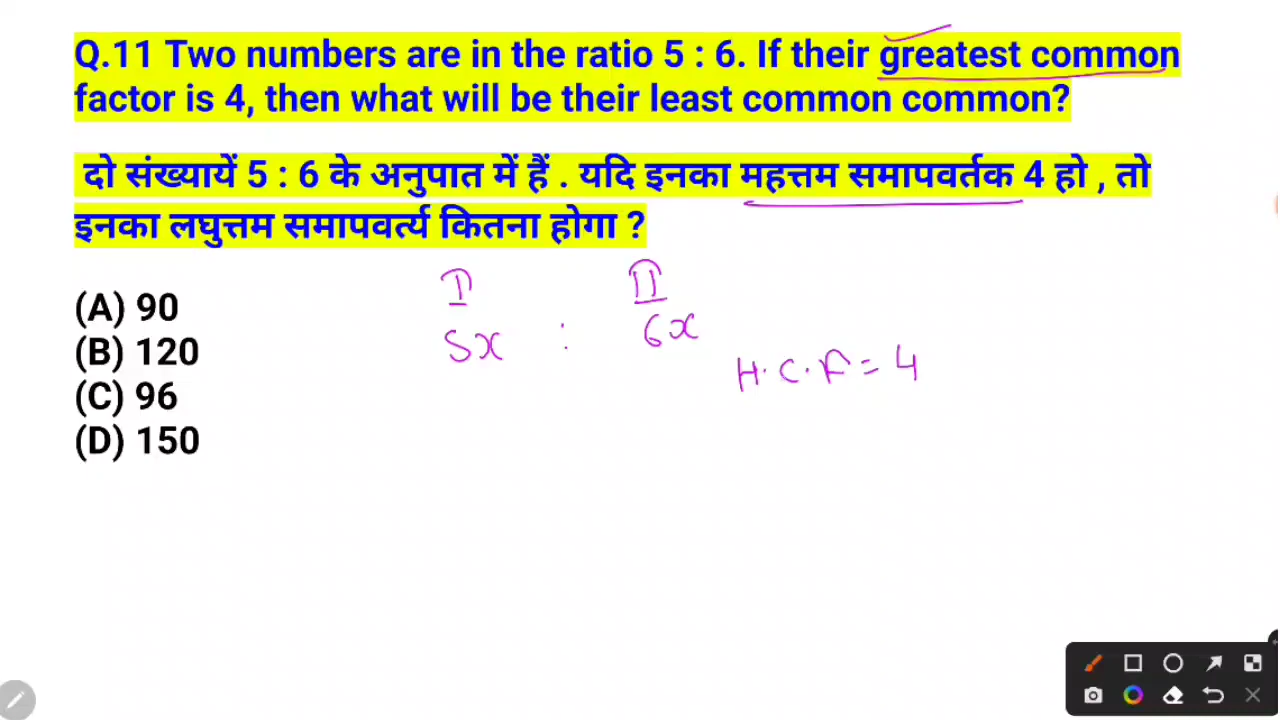 Q.11 Two numbers are in the ratio 5 : 6. If their greatest common
factor is 4, then what will be their least common common?
दो संख्यायें 5 : 6 के अनुपात में हैं . यदि इनका महत्तम समापवर्तक 4 हो , तो
इनका लघुत्तम समापवर्त्य कितना होगा ?
I II
5x : 6x
H.C.F = 4
(A) 90
(B) 120
(C) 96
(D) 150